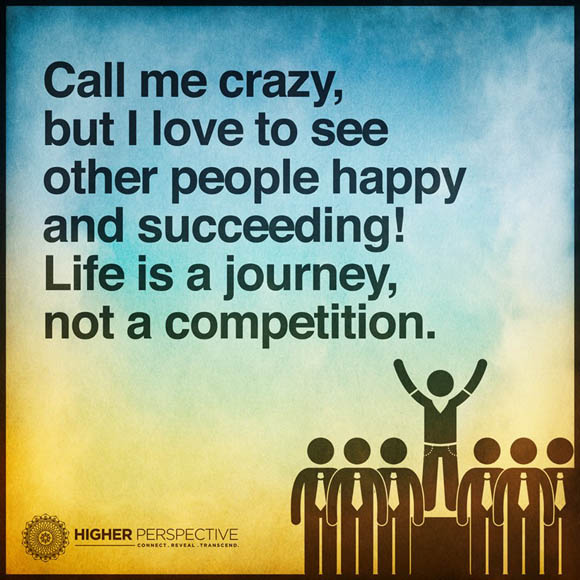 Call me crazy,
but I love to see
other people happy
and succeeding!
Life is a journey,
not a competition.
HIGHER PERSPECTIVE
CONNECT. REVEAL. TRANSCEND.